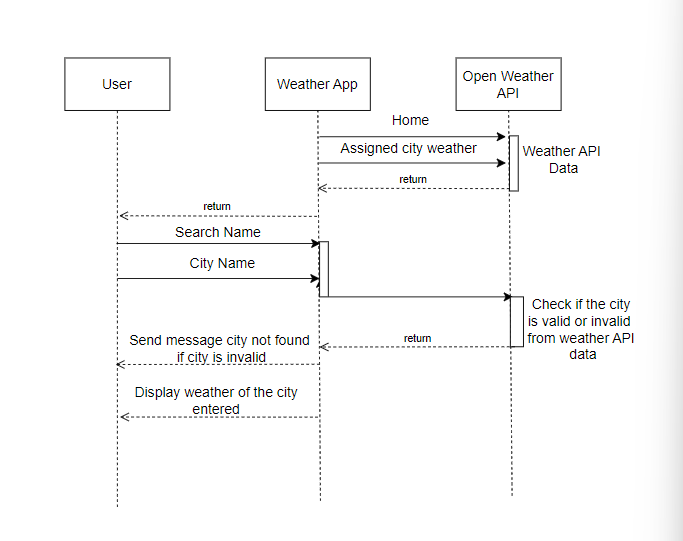 User
Weather App
Open Weather
API
Home
Assigned city weather
Weather API
Data
return
return
Search Name
City Name
Check if the city
is valid or invalid
from weather API
data
Send message city not found
if city is invalid
return
Display weather of the city
entered